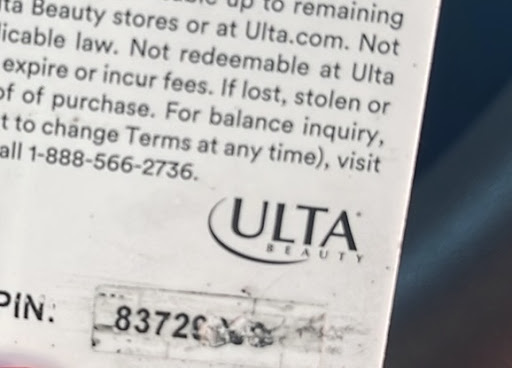 up to remaining
lta Beauty stores or at Ulta.com. Not
licable law. Not redeemable at Ulta
expire or incur fees. If lost, stolen or
of of purchase. For balance inquiry,
t to change Terms at any time), visit
all 1-888-566-2736.
ULTA
BEAUTY
PIN: